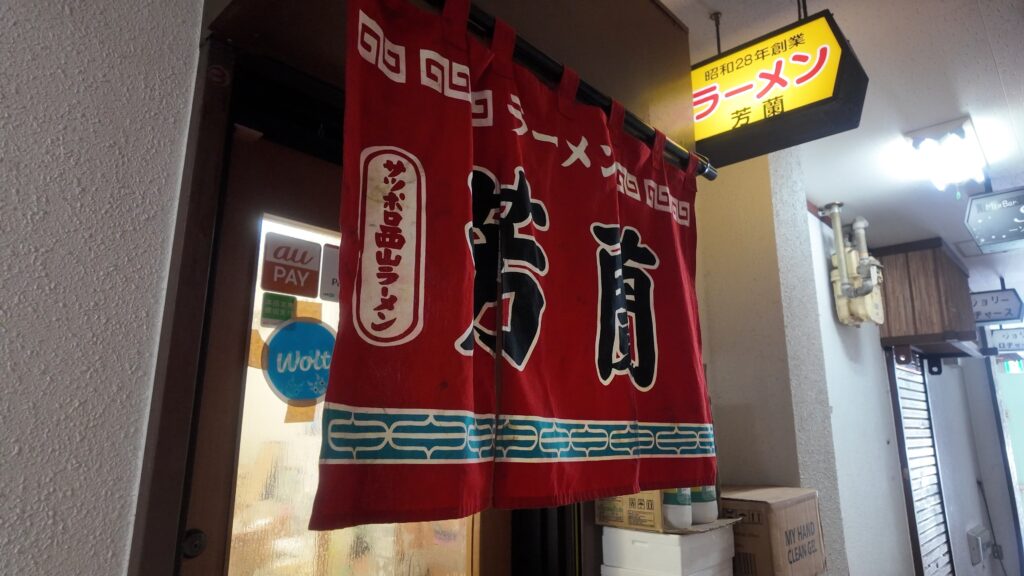 昭和28年創業
ラーメン
芳蘭
ラーメン
サッポロ西山ラーメン
芳蘭
au
PAY
Wolt
MixBar
MY HAND
CLEAN GEL